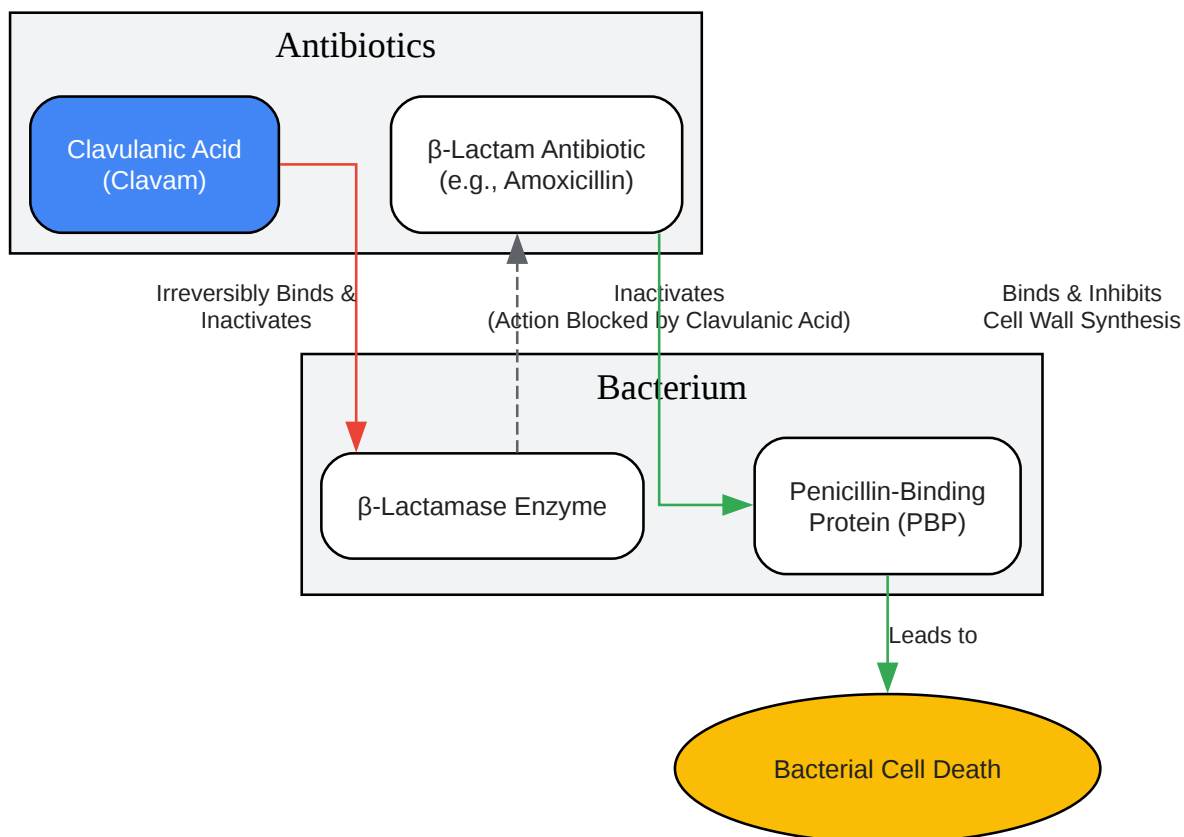 Antibiotics
Clavulanic Acid
(Clavam)
β-Lactam Antibiotic
(e.g., Amoxicillin)
Irreversibly Binds &
Inactivates
Inactivates
(Action Blocked by Clavulanic Acid)
Binds & Inhibits
Cell Wall Synthesis
Bacterium
β-Lactamase Enzyme
Penicillin-Binding
Protein (PBP)
Leads to
Bacterial Cell Death